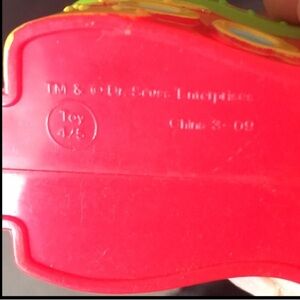 TM & © Dr. Seuss Enterprises
Toy
4/5
China 3-09